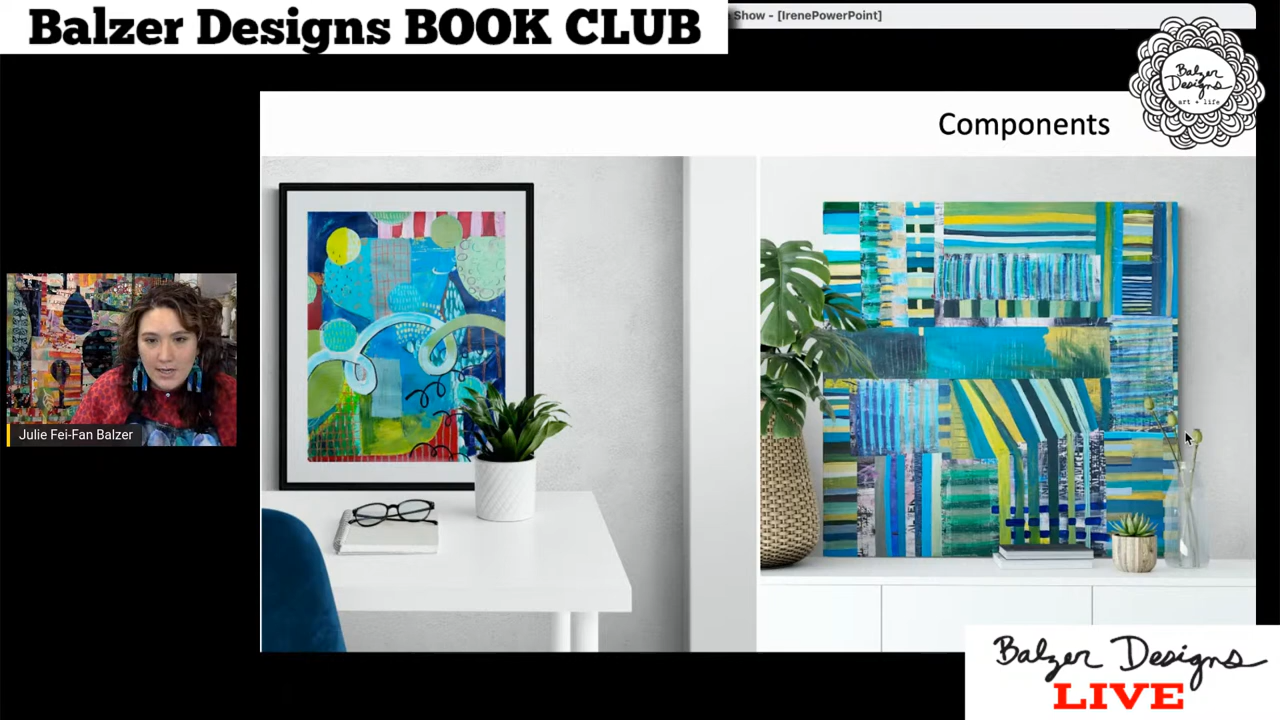 Balzer Designs BOOK CLUB
Show - [IrenePowerPoint]
Balzer
Designs
art + life
Components
Julie Fei-Fan Balzer
Balzer Designs
LIVE